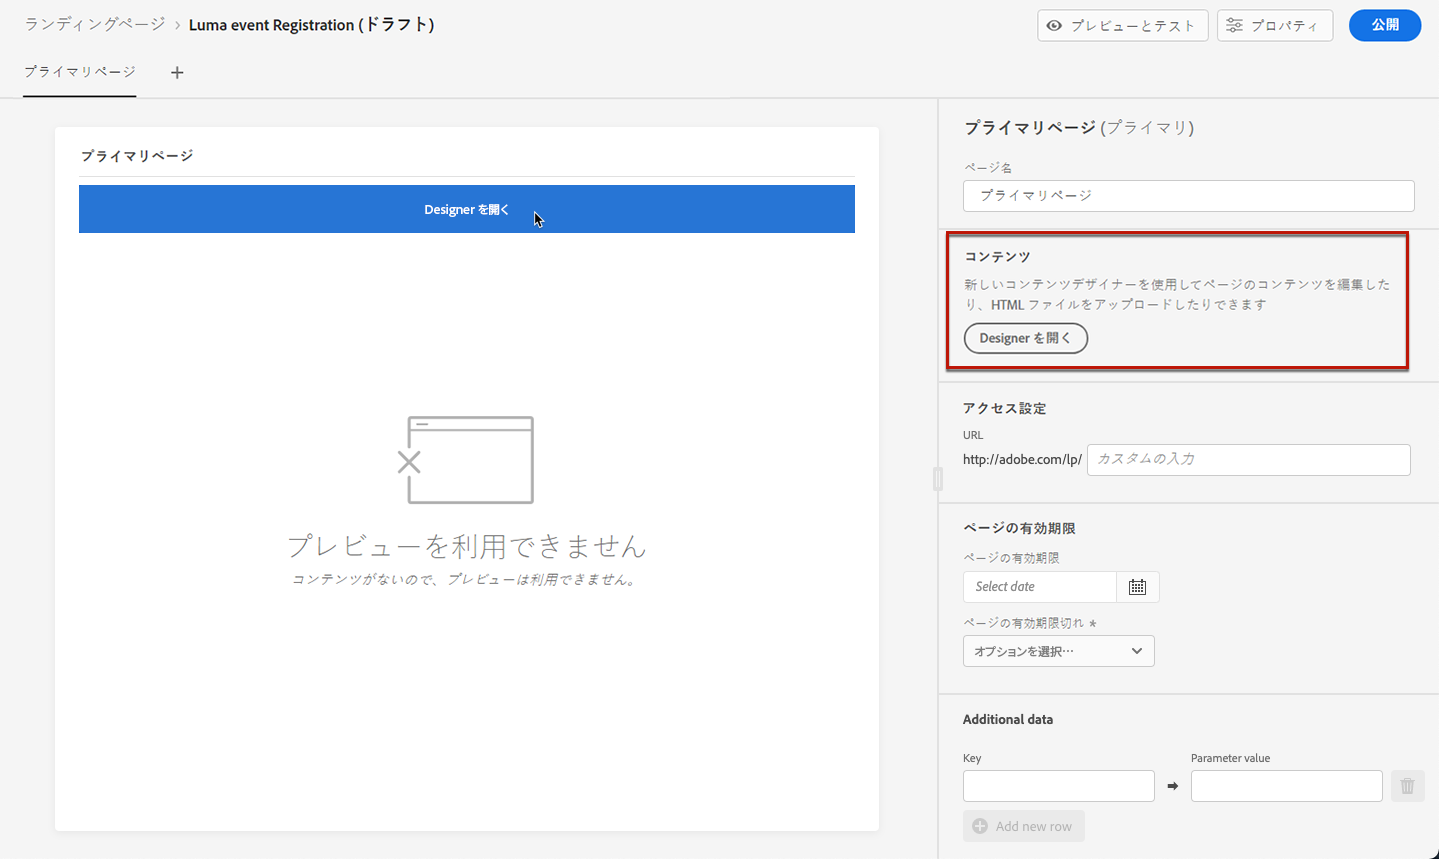 ランディングページ › Luma event Registration (ドラフト)
プレビューとテスト
プロパティ
公開
プライマリページ
プライマリページ
Designer を開く
プレビューを利用できません
コンテンツがないので、プレビューは利用できません。
プライマリページ (プライマリ)
ページ名
プライマリページ
コンテンツ
新しいコンテンツデザイナーを使用してページのコンテンツを編集した
り、HTML ファイルをアップロードしたりできます
Designer を開く
アクセス設定
URL
http://adobe.com/lp/ カスタムの入力
ページの有効期限
ページの有効期限
Select date
ページの有効期限切れ *
オプションを選択…
Additional data
Key
Parameter value
Add new row